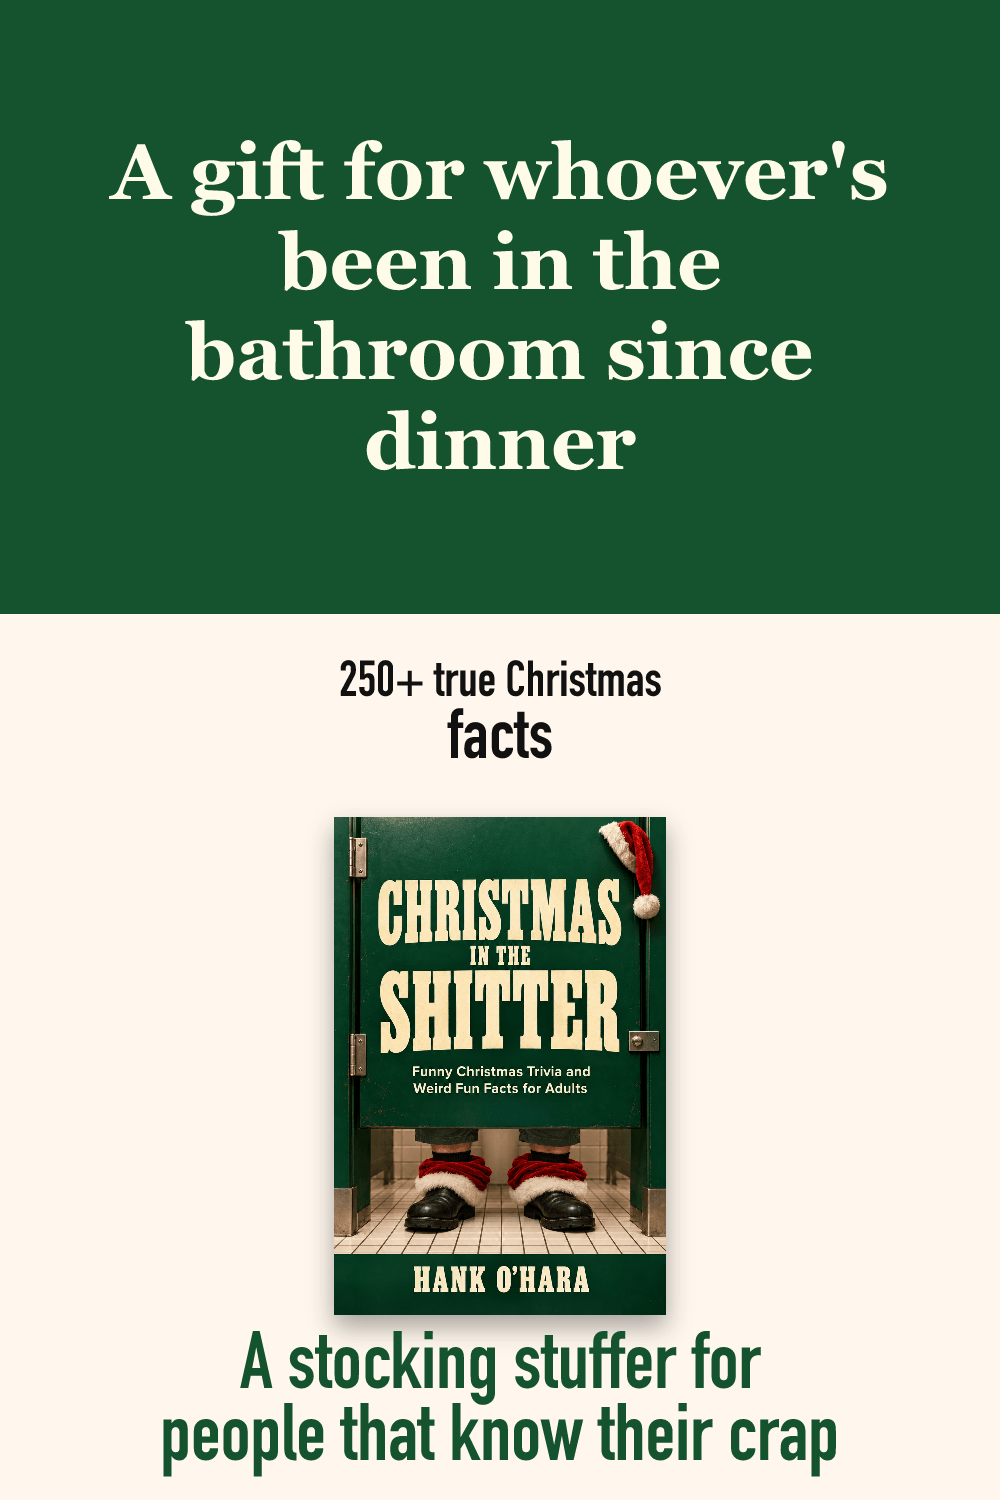 A gift for whoever's
been in the
bathroom since
dinner
250+ true Christmas
facts
CHRISTMAS
IN THE
SHITTER
Funny Christmas Trivia and
Weird Fun Facts for Adults
HANK O'HARA
A stocking stuffer for
people that know their crap